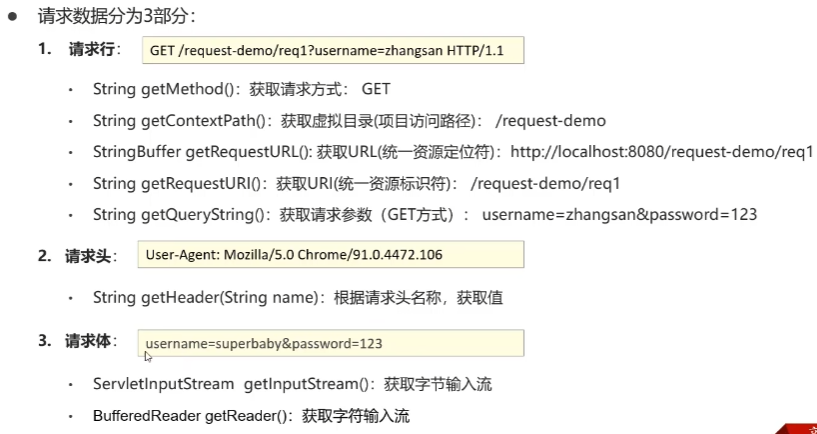 ● 请求数据分为3部分：
1. 请求行： GET /request-demo/req1?username=zhangsan HTTP/1.1
• String getMethod()：获取请求方式： GET
• String getContextPath()：获取虚拟目录(项目访问路径)： /request-demo
• StringBuffer getRequestURL(): 获取URL(统一资源定位符)：http://localhost:8080/request-demo/req1
• String getRequestURI()：获取URI(统一资源标识符)： /request-demo/req1
• String getQueryString()：获取请求参数（GET方式）： username=zhangsan&password=123
2. 请求头： User-Agent: Mozilla/5.0 Chrome/91.0.4472.106
• String getHeader(String name)：根据请求头名称，获取值
3. 请求体： username=superbaby&password=123
• ServletInputStream getInputStream()：获取字节输入流
• BufferedReader getReader()：获取字符输入流